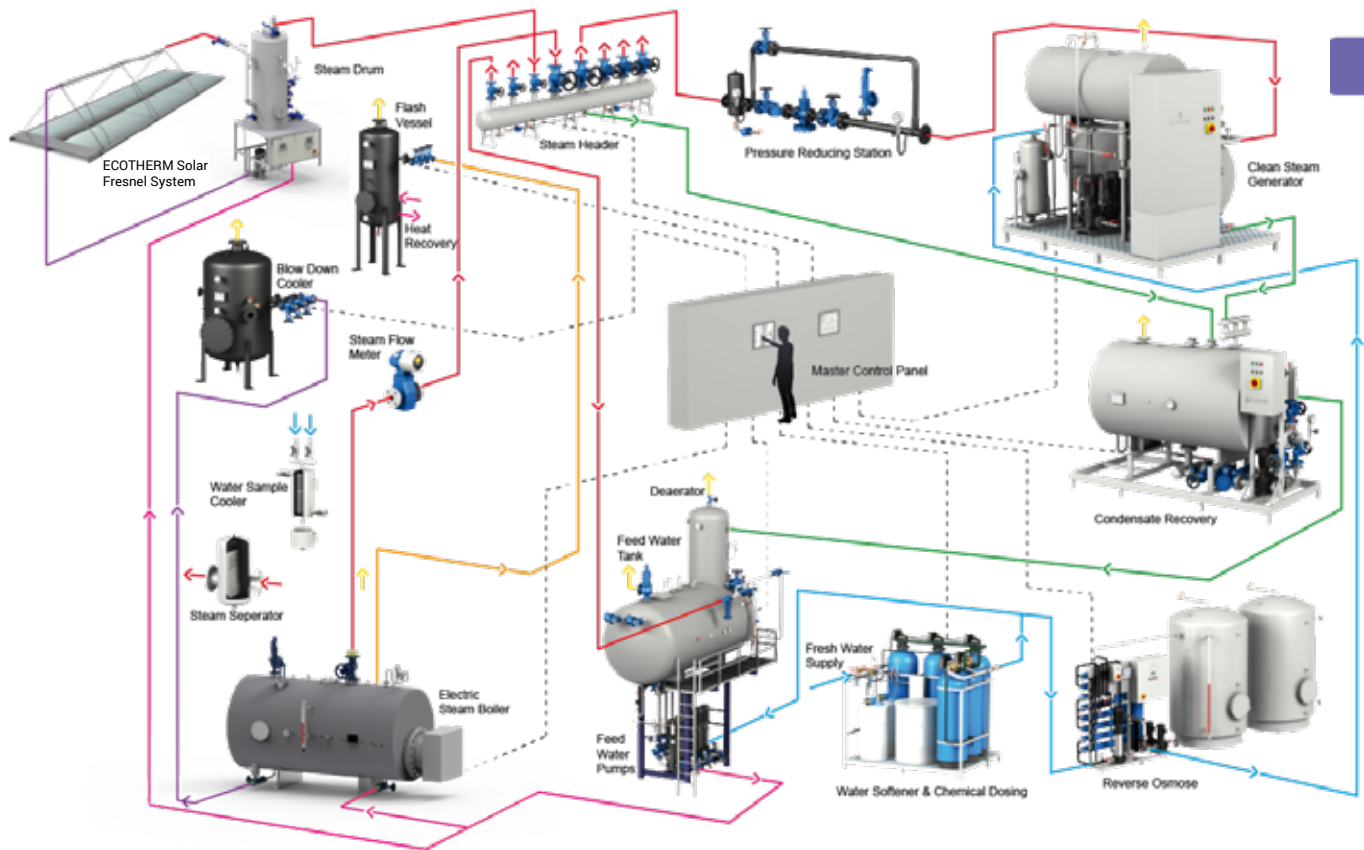 Steam Drum
Flash
Vessel
ECOTHERM Solar
Fresnel System
Steam Header
Pressure Reducing Station
Clean Steam
Generator
Heat
Recovery
Blow Down
Cooler
Steam Flow
Meter
Master Control Panel
Water Sample
Cooler
Deaerator
Condensate Recovery
Feed Water
Tank
Steam Seperator
Fresh Water
Supply
Electric
Steam Boiler
Feed
Water
Pumps
Water Softener & Chemical Dosing
Reverse Osmose